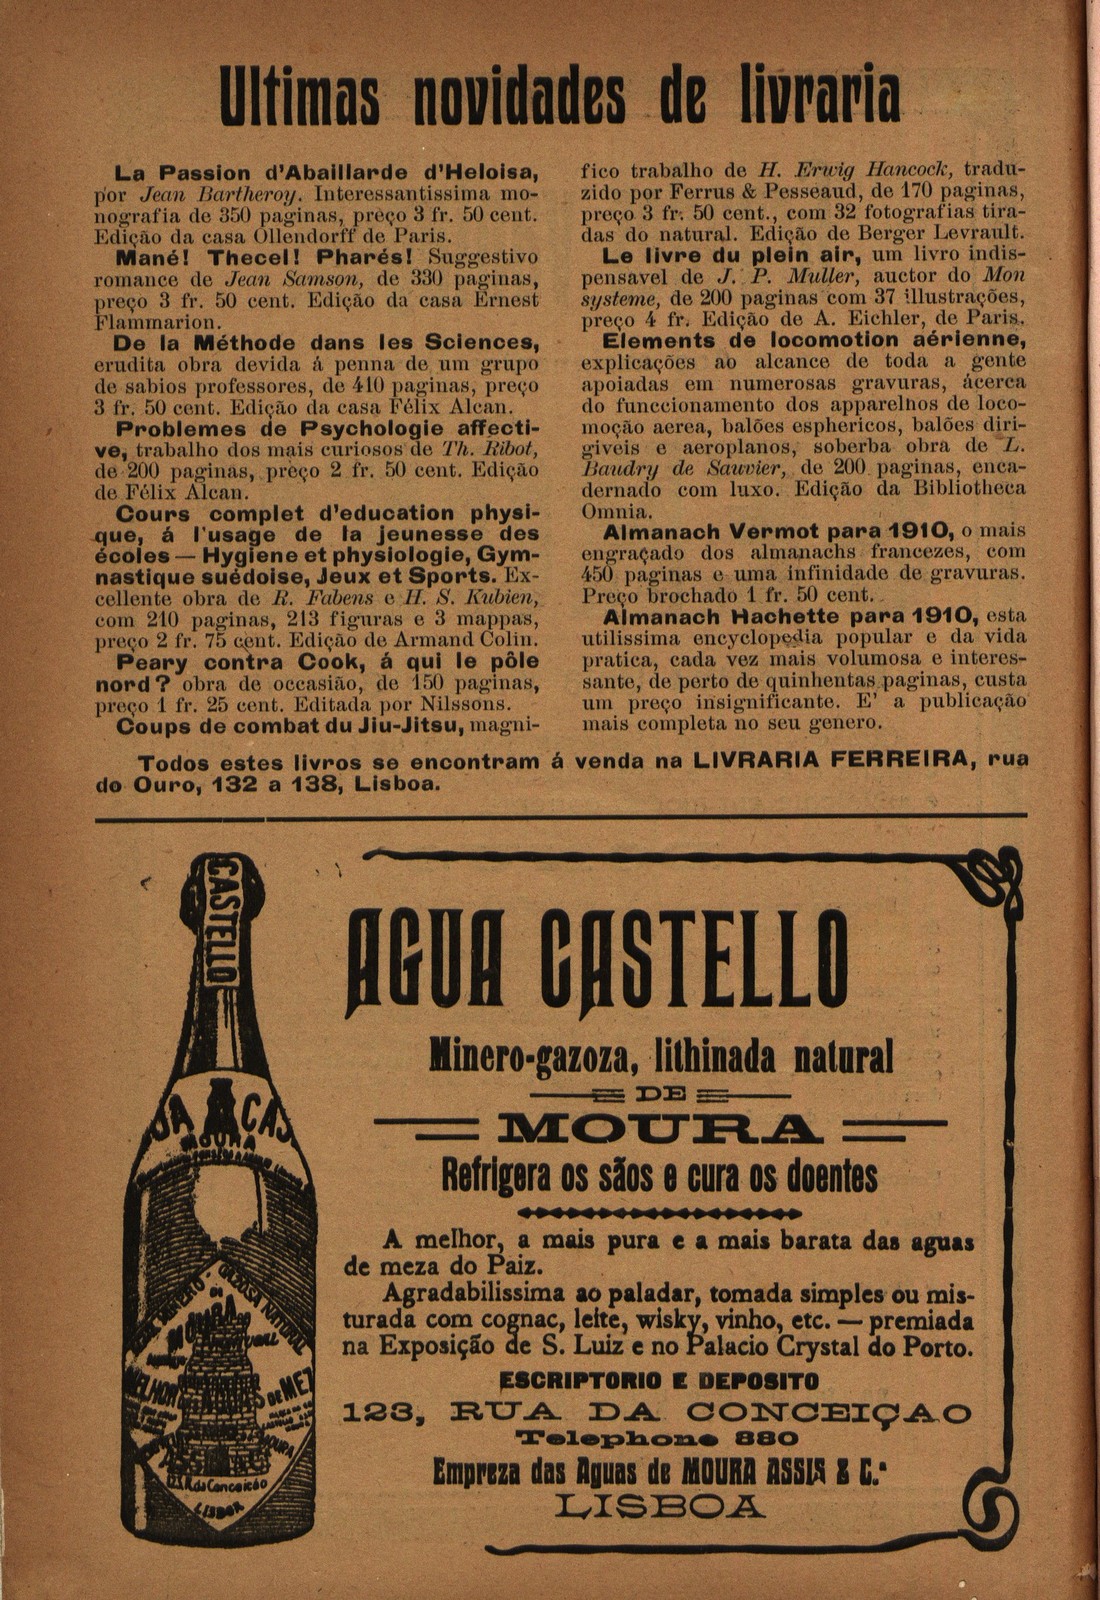 Ultimas novidades de livraria
La Passion d'Abaillarde d'Heloisa,
por Jean Bartheroy. Interessantissima mo-
nografia de 350 paginas, preço 3 fr. 50 cent.
Edição da casa Ollendorff de Paris.
Mané! Thecel! Pharés! Suggestivo
romance de Jean Samson, de 330 paginas,
preço 3 fr. 50 cent. Edição da casa Ernest
Flammarion.
De la Méthode dans les Sciences,
erudita obra devida á penna de um grupo
de sabios professores, de 410 paginas, preço
3 fr. 50 cent. Edição da casa Félix Alcan.
Problemes de Psychologie affecti-
ve, trabalho dos mais curiosos de Th. Ribot,
de 200 paginas, preço 2 fr. 50 cent. Edição
de Félix Alcan.
Cours complet d'education physi-
que, á l'usage de la jeunesse des
écoles — Hygiene et physiologie, Gym-
nastique suédoise, Jeux et Sports. Ex-
cellente obra de R. Fabens e H. S. Kubien,
com 210 paginas, 213 figuras e 3 mappas,
preço 2 fr. 75 cent. Edição de Armand Colin.
Peary contra Cook, á qui le pôle
nord? obra de occasião, de 150 paginas,
preço 1 fr. 25 cent. Editada por Nilssons.
Coups de combat du Jiu-Jitsu, magni-
fico trabalho de H. Erwig Hancock, tradu-
zido por Ferrus & Pesseaud, de 170 paginas,
preço 3 fr. 50 cent., com 32 fotografias tira-
das do natural. Edição de Berger Levrault.
Le livre du plein air, um livro indis-
pensavel de J. P. Muller, auctor do Mon
systeme, de 200 paginas com 37 illustrações,
preço 4 fr. Edição de A. Eichler, de Paris.
Elements de locomotion aérienne,
explicações ao alcance de toda a gente
apoiadas em numerosas gravuras, ácerca
do funccionamento dos apparelhos de loco-
moção aerea, balões esphericos, balões diri-
giveis e aeroplanos, soberba obra de L.
Baudry de Sauvier, de 200 paginas, enca-
dernado com luxo. Edição da Bibliotheca
Omnia.
Almanach Vermot para 1910, o mais
engraçado dos almanachs francezes, com
450 paginas e uma infinidade de gravuras.
Preço brochado 1 fr. 50 cent.
Almanach Hachette para 1910, esta
utilissima encyclopedia popular e da vida
pratica, cada vez mais volumosa e interes-
sante, de perto de quinhentas paginas, custa
um preço insignificante. E' a publicação
mais completa no seu genero.
Todos estes livros se encontram á venda na LIVRARIA FERREIRA, rua
do Ouro, 132 a 138, Lisboa.
CASTELLO
MOURA
R. da Conceição
LISBOA
AGUA CASTELLO
Minero-gazoza, lithinada natural
DE
MOURA
Refrigera os sãos e cura os doentes
A melhor, a mais pura e a mais barata das aguas
de meza do Paiz.
Agradabilissima ao paladar, tomada simples ou mis-
turada com cognac, leite, wisky, vinho, etc. — premiada
na Exposição de S. Luiz e no Palacio Crystal do Porto.
ESCRIPTORIO E DEPOSITO
123, RUA DA CONCEIÇAO
Telephone 880
Empreza das Aguas de MOURA ASSIS & C.ª
LISBOA